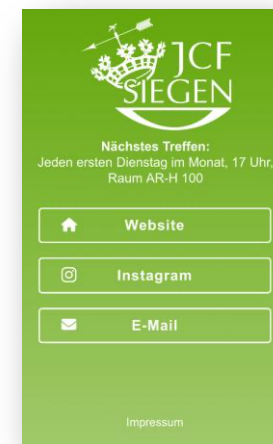 JCF
SIEGEN
Nächstes Treffen:
Jeden ersten Dienstag im Monat, 17 Uhr,
Raum AR-H 100
Website
Instagram
E-Mail
Impressum